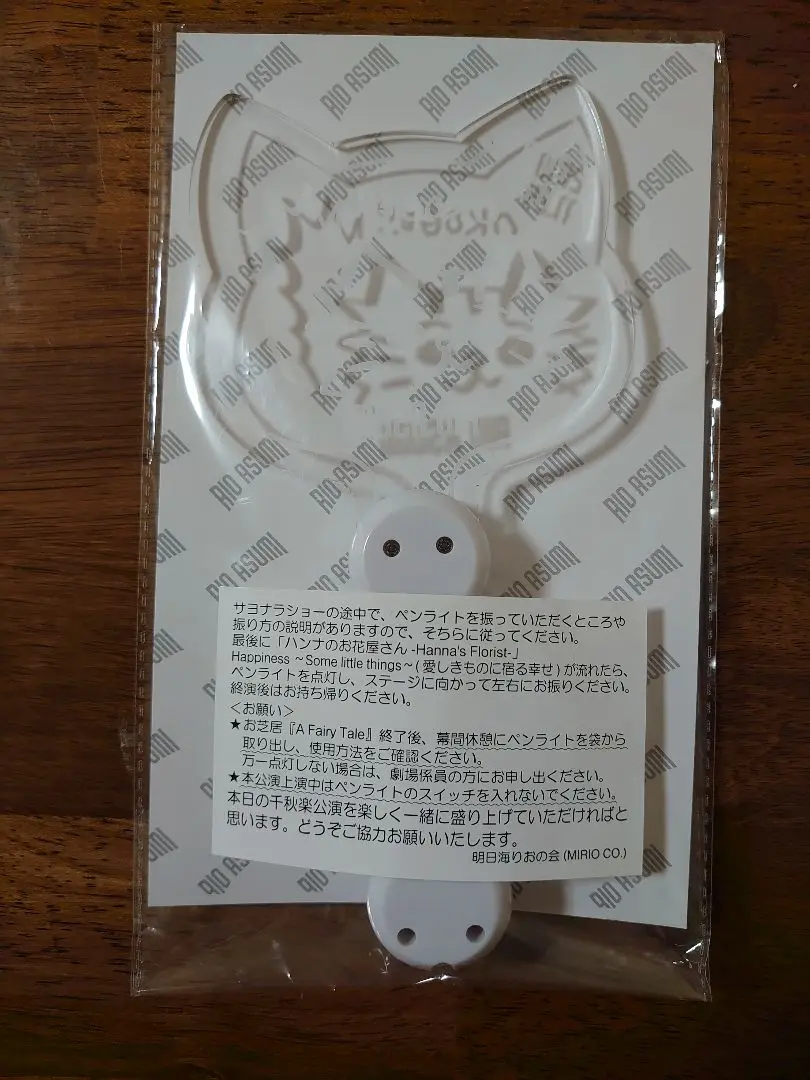 RIO ASUMI
サヨナラショーの途中で、ペンライトを振っていただくところや
振り方の説明がありますので、そちらに従ってください。
最後に「ハンナのお花屋さん -Hanna's Florist-」
Happiness ～Some little things～(愛しきものに宿る幸せ) が流れたら、
ペンライトを点灯し、ステージに向かって左右にお振りください。
終演後はお持ち帰りください。
＜お願い＞
★お芝居『A Fairy Tale』終了後、幕間休憩にペンライトを袋から
取り出し、使用方法をご確認ください。
万一点灯しない場合は、劇場係員の方にお申し出ください。
★本公演上演中はペンライトのスイッチを入れないでください。
本日の千秋楽公演を楽しく一緒に盛り上げていただければと
思います。どうぞご協力お願いいたします。
明日海りおの会 (MIRIO CO.)